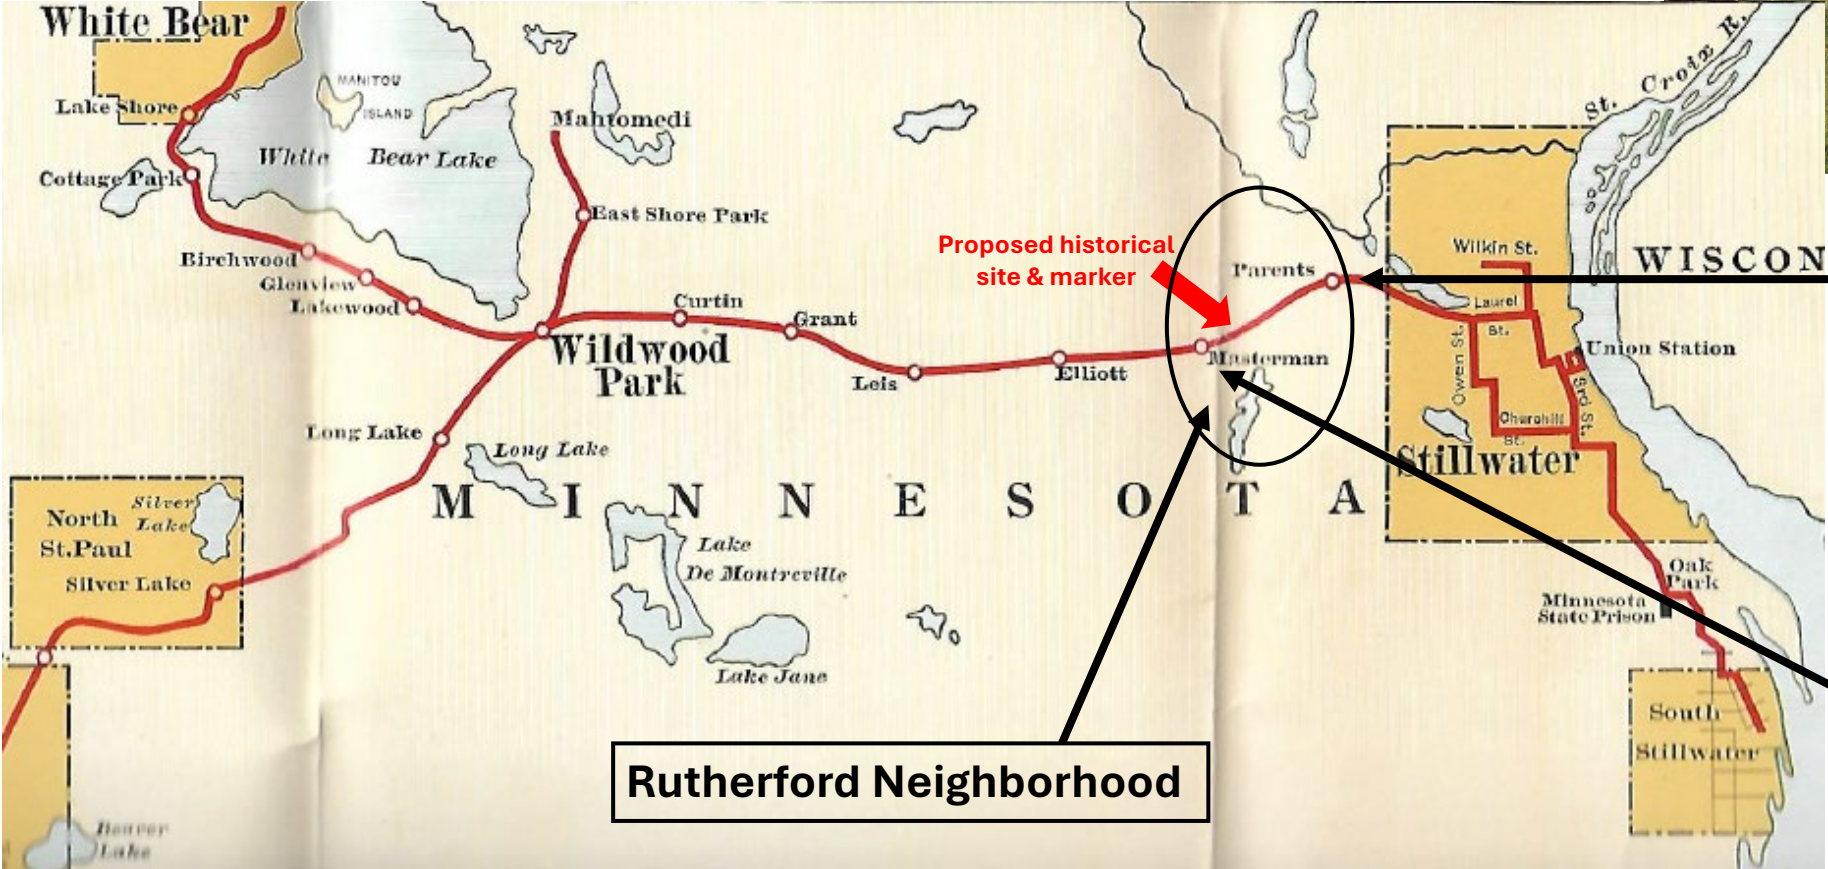 White Bear
MANITOU
ISLAND
Lake Shore
Mahtomedi
White Bear Lake
Cottage Park
East Shore Park
St. Croix R.
Wilkin St.
WISCON
Proposed historical
site & marker
Parents
Birchwood
Glenview
Lakewood
Curtin
Grant
Laurel
St.
Wildwood
Park
Leis
Elliott
Masterman
Owen St.
Union Station
3rd St.
Churchill
St.
Long Lake
Long Lake
Stillwater
MINNESOTA
Silver
Lake
North
St.Paul
Silver Lake
Lake
De Montreville
Lake Jane
Oak
Park
Minnesota
State Prison
South
Stillwater
Rutherford Neighborhood
Beaver
Lake